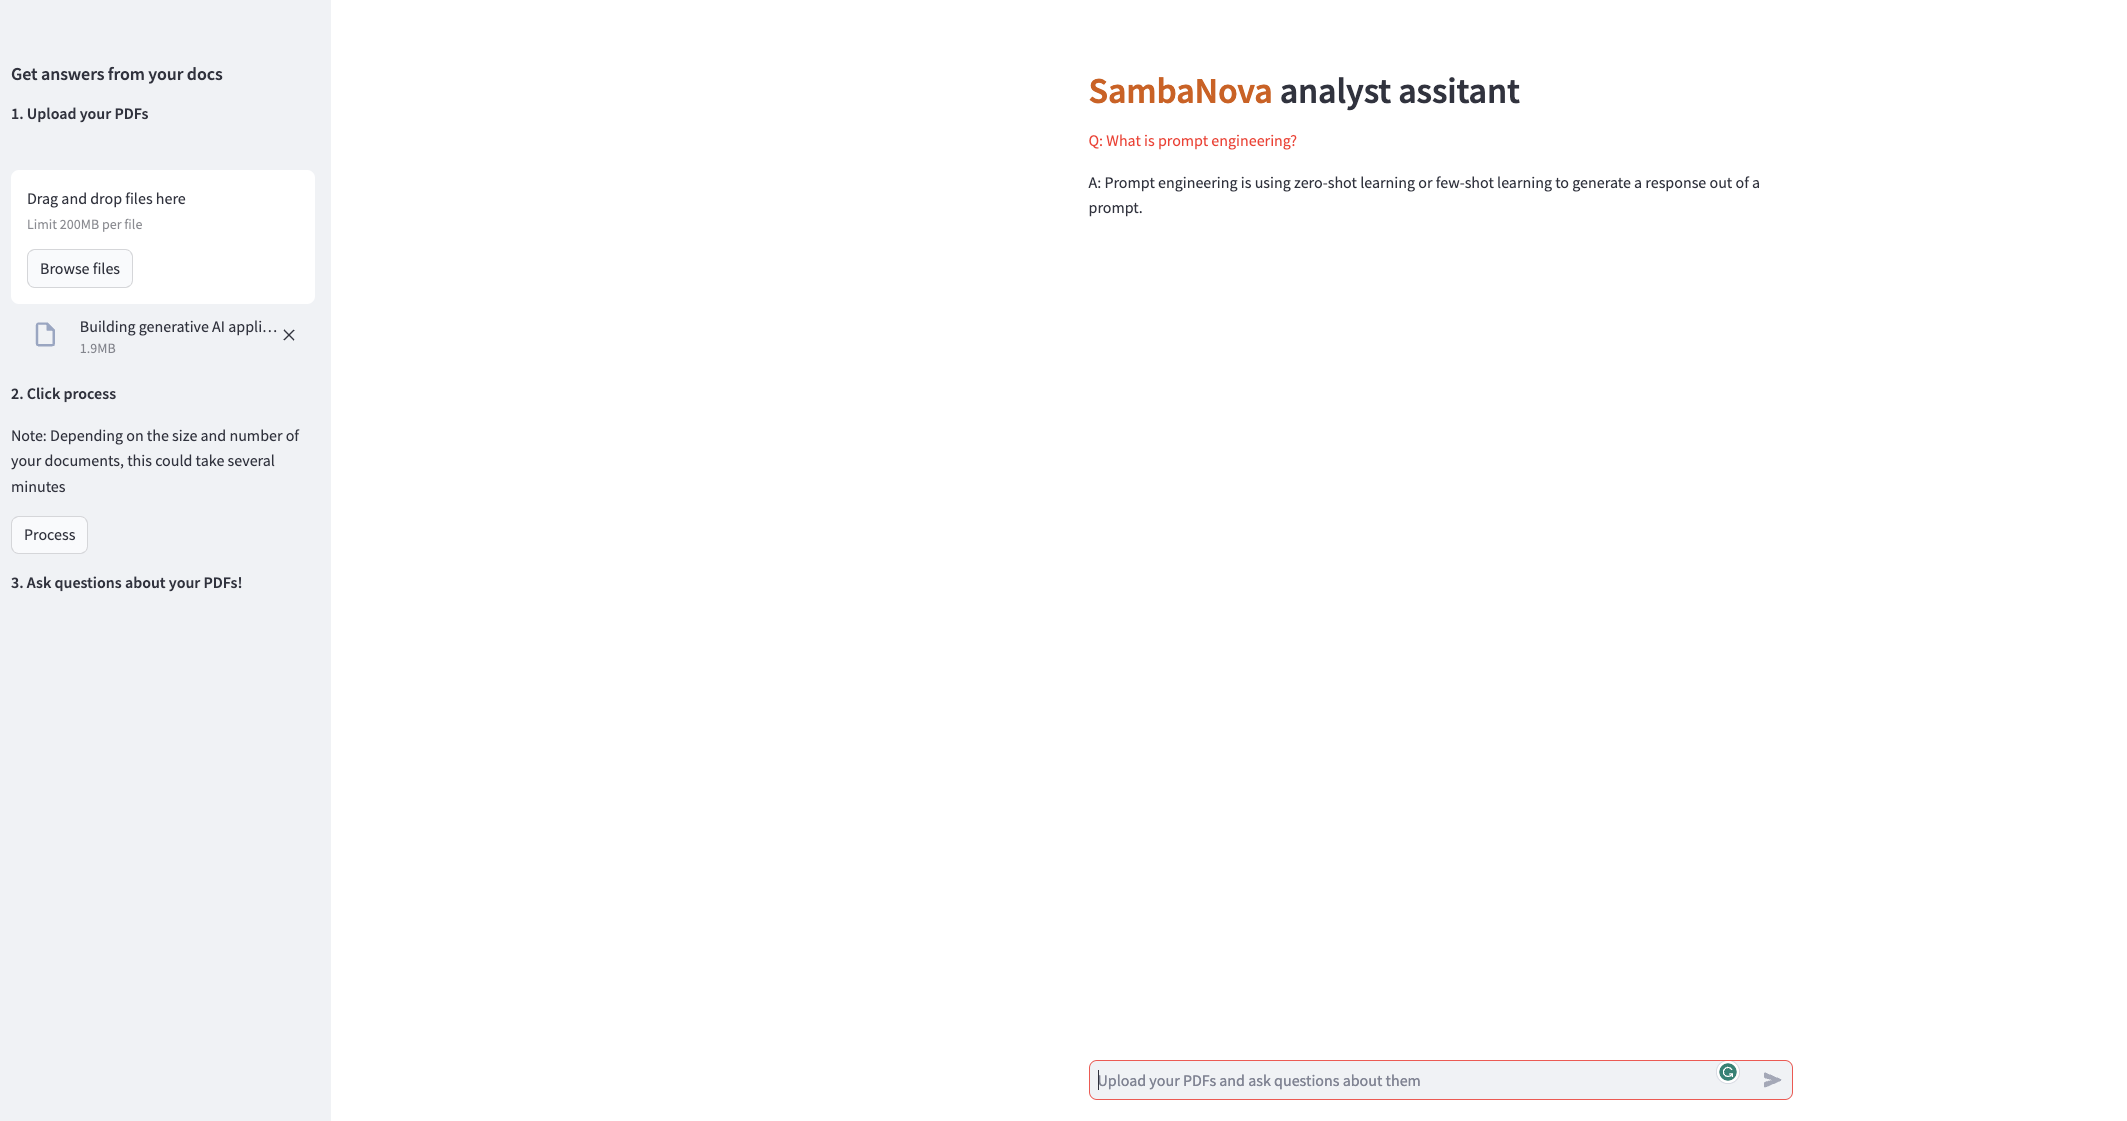 Get answers from your docs
1. Upload your PDFs
Drag and drop files here
Limit 200MB per file
Browse files
Building generative AI appli...
1.9MB
2. Click process
Note: Depending on the size and number of
your documents, this could take several
minutes
Process
3. Ask questions about your PDFs!
SambaNova analyst assitant
Q: What is prompt engineering?
A: Prompt engineering is using zero-shot learning or few-shot learning to generate a response out of a
prompt.
Upload your PDFs and ask questions about them